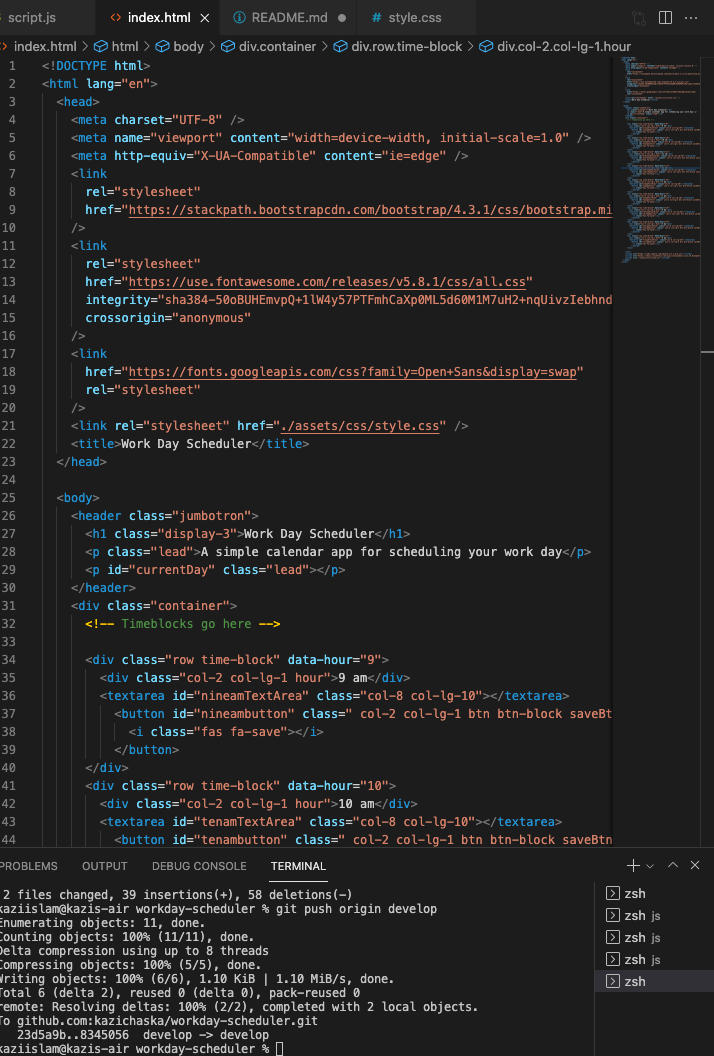 script.js
<> index.html ×
README.md
# style.css
index.html > html > body > div.container > div.row.time-block > div.col-2.col-lg-1.hour
1 <!DOCTYPE html>
2 <html lang="en">
3 <head>
4 <meta charset="UTF-8" />
5 <meta name="viewport" content="width=device-width, initial-scale=1.0" />
6 <meta http-equiv="X-UA-Compatible" content="ie=edge" />
7 <link
8 rel="stylesheet"
9 href="https://stackpath.bootstrapcdn.com/bootstrap/4.3.1/css/bootstrap.mi
10 />
11 <link
12 rel="stylesheet"
13 href="https://use.fontawesome.com/releases/v5.8.1/css/all.css"
14 integrity="sha384-50oBUHEmvpQ+1lW4y57PTFmhCaXp0ML5d60M1M7uH2+nqUivzIebhnd
15 crossorigin="anonymous"
16 />
17 <link
18 href="https://fonts.googleapis.com/css?family=Open+Sans&display=swap"
19 rel="stylesheet"
20 />
21 <link rel="stylesheet" href="./assets/css/style.css" />
22 <title>Work Day Scheduler</title>
23 </head>
24
25 <body>
26 <header class="jumbotron">
27 <h1 class="display-3">Work Day Scheduler</h1>
28 <p class="lead">A simple calendar app for scheduling your work day</p>
29 <p id="currentDay" class="lead"></p>
30 </header>
31 <div class="container">
32 <!-- Timeblocks go here -->
33
34 <div class="row time-block" data-hour="9">
35 <div class="col-2 col-lg-1 hour">9 am</div>
36 <textarea id="nineamTextArea" class="col-8 col-lg-10"></textarea>
37 <button id="nineambutton" class=" col-2 col-lg-1 btn btn-block saveBt
38 <i class="fas fa-save"></i>
39 </button>
40 </div>
41 <div class="row time-block" data-hour="10">
42 <div class="col-2 col-lg-1 hour">10 am</div>
43 <textarea id="tenamTextArea" class="col-8 col-lg-10"></textarea>
44 <button id="tenambutton" class=" col-2 col-lg-1 btn btn-block saveBtn
PROBLEMS OUTPUT DEBUG CONSOLE TERMINAL
2 files changed, 39 insertions(+), 58 deletions(-)
kaziislam@kazis-air workday-scheduler % git push origin develop
Enumerating objects: 11, done.
Counting objects: 100% (11/11), done.
Delta compression using up to 8 threads
Compressing objects: 100% (5/5), done.
Writing objects: 100% (6/6), 1.10 KiB | 1.10 MiB/s, done.
Total 6 (delta 2), reused 0 (delta 0), pack-reused 0
remote: Resolving deltas: 100% (2/2), completed with 2 local objects.
To github.com:kazichaska/workday-scheduler.git
23d5a9b..8345056 develop -> develop
kaziislam@kazis-air workday-scheduler %
zsh
zsh js
zsh js
zsh js
zsh